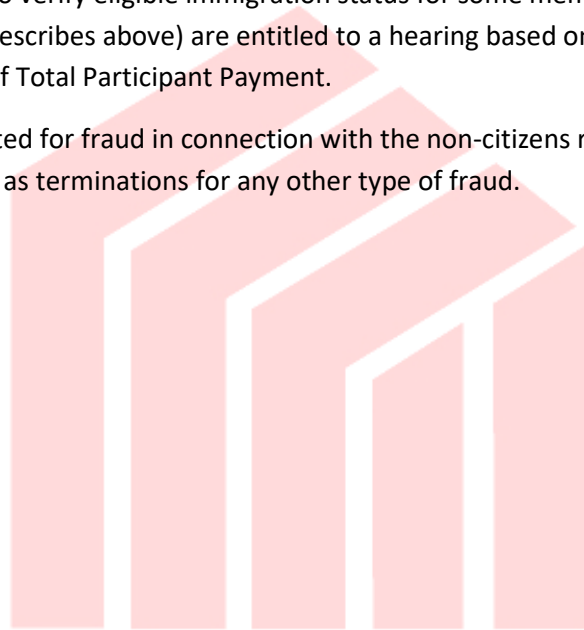 o verify eligible immigration status for some mem
escribes above) are entitled to a hearing based on
f Total Participant Payment.
ted for fraud in connection with the non-citizens r
as terminations for any other type of fraud.